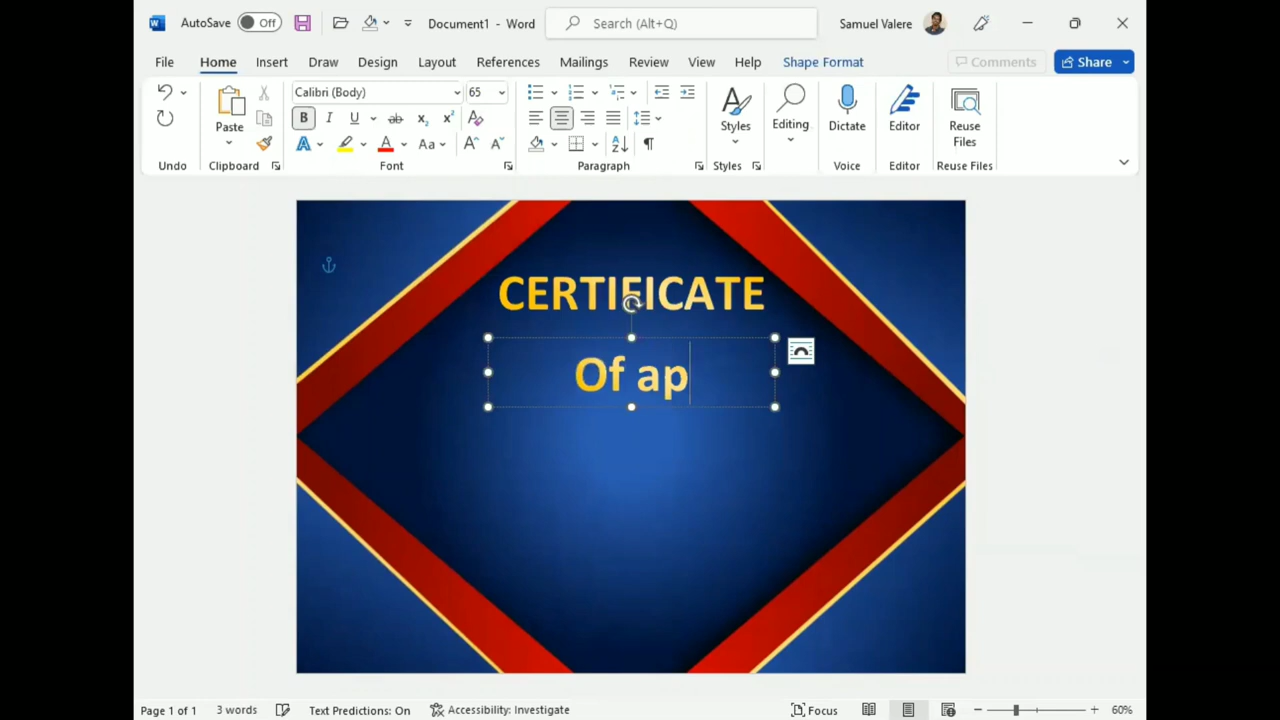 AutoSave Off Document1 - Word Search (Alt+Q) Samuel Valere
File Home Insert Draw Design Layout References Mailings Review View Help Shape Format Comments Share
Calibri (Body) 65
Paste Styles Editing Dictate Editor Reuse Files
Undo Clipboard Font Paragraph Styles Voice Editor Reuse Files
CERTIFICATE
Of ap
Page 1 of 1 3 words Text Predictions: On Accessibility: Investigate Focus 60%